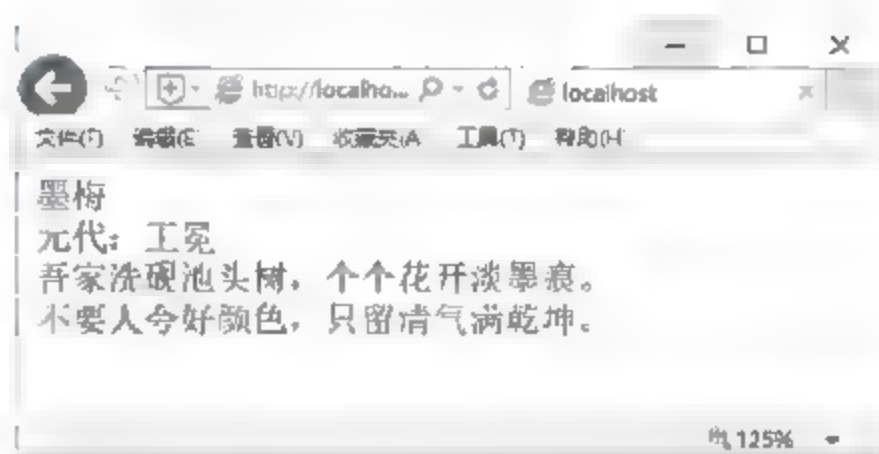 http://localho...
localhost
文件(F) 编辑(E) 查看(V) 收藏夹(A 工具(T) 帮助(H
墨梅
元代：王冕
吾家洗砚池头树，个个花开淡墨痕。
不要人夸好颜色，只留清气满乾坤。
125%